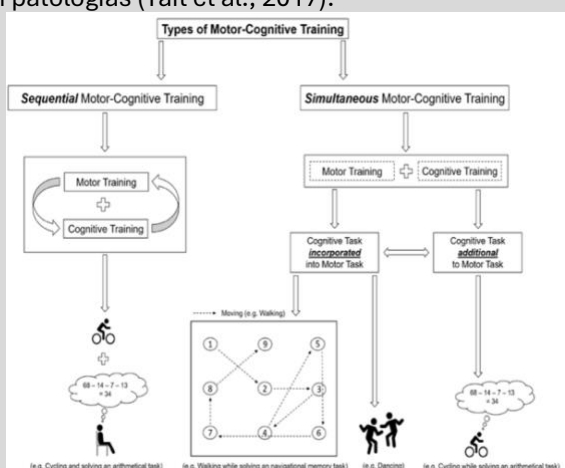 patologías (Tait et al., 2017).
Types of Motor-Cognitive Training
Sequential Motor-Cognitive Training
Simultaneous Motor-Cognitive Training
Motor Training
Cognitive Training
Motor Training
Cognitive Training
Cognitive Task
incorporated
into Motor Task
Cognitive Task
additional
to Motor Task
Moving (e.g. Walking)
1
9
5
8
2
3
7
4
6
68 – 14 – 7 – 13
= 34
68 – 14 – 7 – 13
= 34
(e.g. Cycling and solving an arithmetical task)
(e.g. Walking while solving an navigational memory task)
(e.g. Dancing)
(e.g. Cycling while solving an arithmetical task)